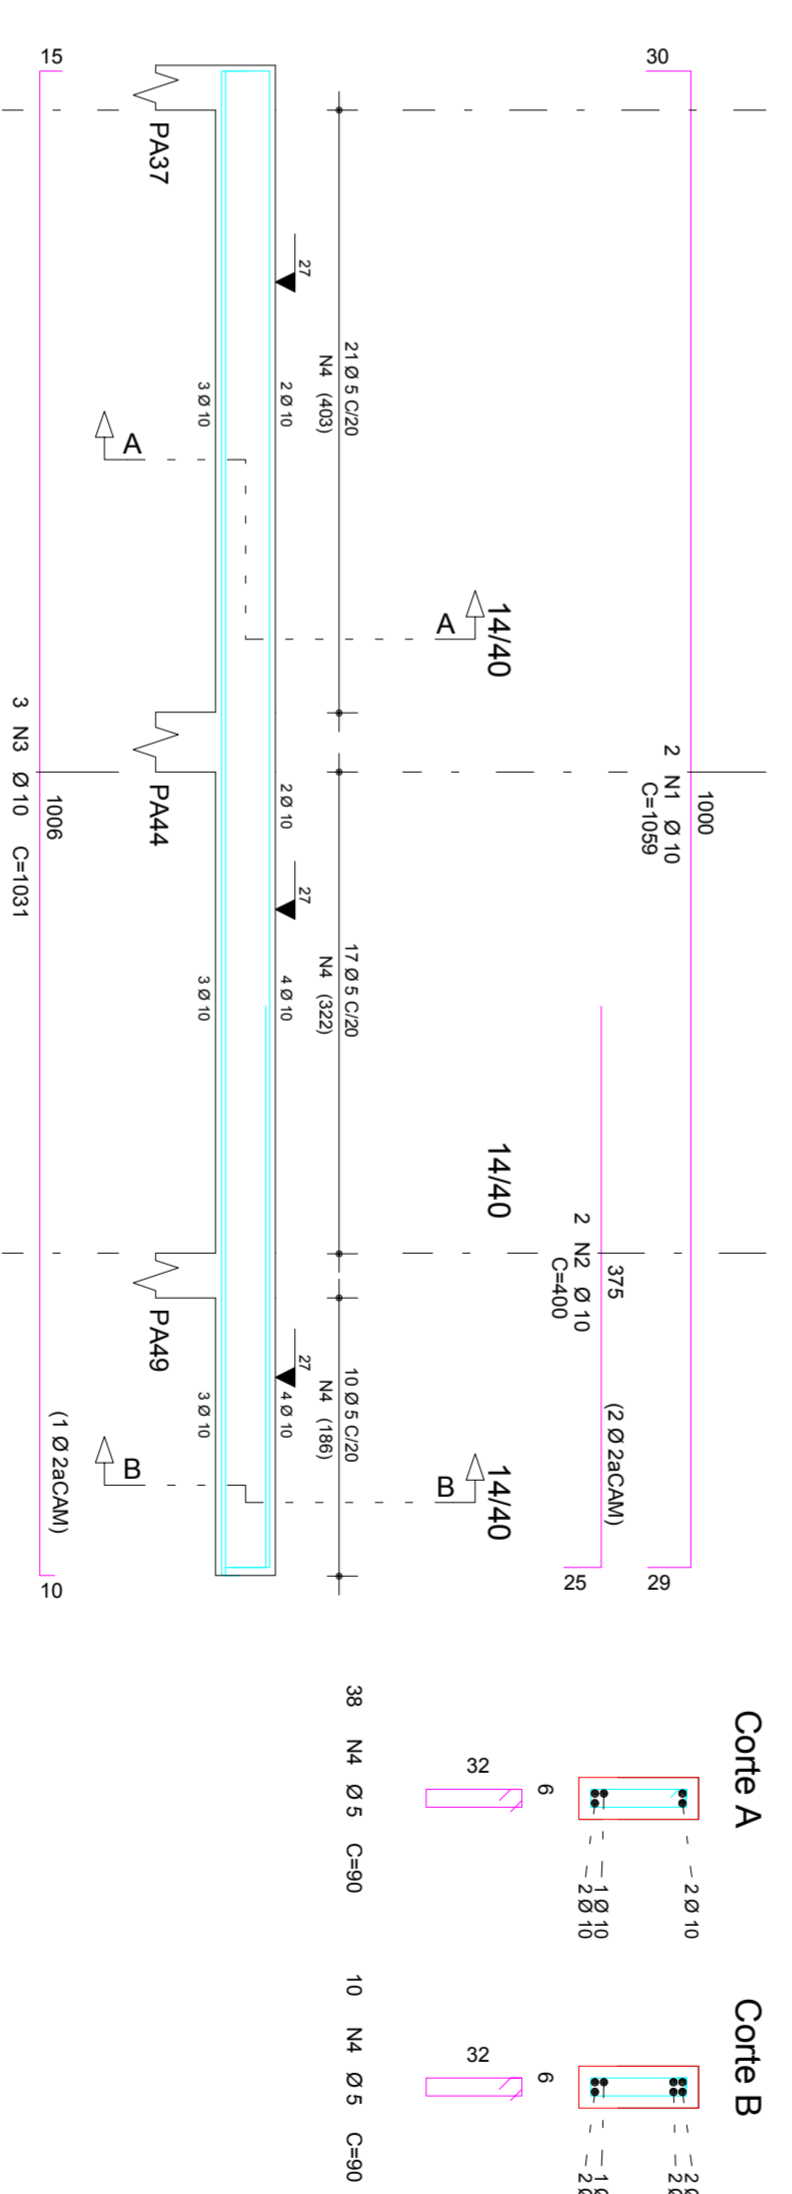 30
1000
2 N1 Ø 10
C=1059
29
375
2 N2 Ø 10
C=400
(2 Ø 2aCAM)
25
14/40
14/40
14/40
A
B
21 Ø 5 C/20
N4 (403)
17 Ø 5 C/20
N4 (322)
10 Ø 5 C/20
N4 (186)
27
27
27
2 Ø 10
2 Ø 10
4 Ø 10
4 Ø 10
3 Ø 10
3 Ø 10
3 Ø 10
A
B
PA37
PA44
PA49
15
1006
(1 Ø 2aCAM)
10
3 N3 Ø 10 C=1031
Corte A
2 Ø 10
1 Ø 10
2 Ø 10
6
32
38 N4 Ø 5 C=90
Corte B
6
32
10 N4 Ø 5 C=90